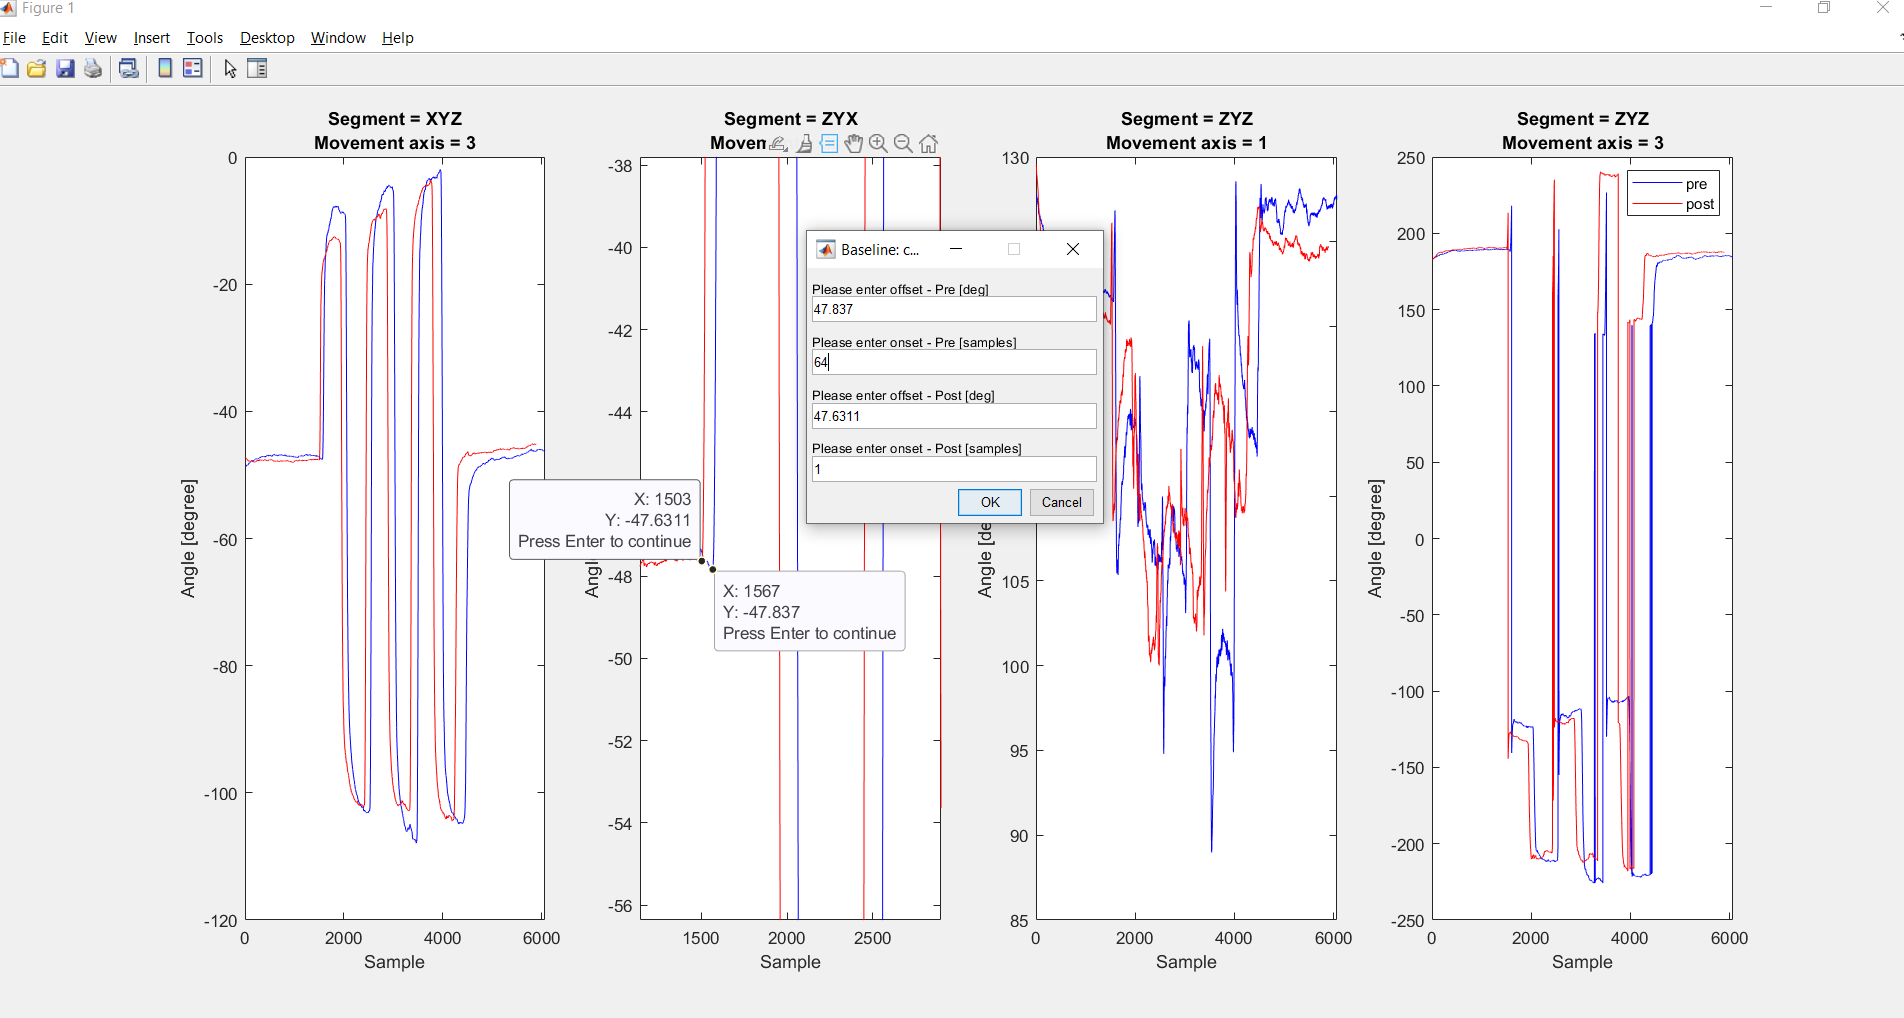 Figure 1
File Edit View Insert Tools Desktop Window Help
Segment = XYZ
Movement axis = 3
0
-20
-40
-60
-80
-100
-120
0 2000 4000 6000
Angle [degree]
Sample
Segment = ZYX
-38
-40
-42
-44
-48
-50
-52
-54
-56
1500 2000 2500
Sample
X: 1503
Y: -47.6311
Press Enter to continue
X: 1567
Y: -47.837
Press Enter to continue
Baseline: c...
Please enter offset - Pre [deg]
47.837
Please enter onset - Pre [samples]
64
Please enter offset - Post [deg]
47.6311
Please enter onset - Post [samples]
1
OK Cancel
Segment = ZYZ
Movement axis = 1
130
105
100
95
90
85
0 2000 4000 6000
Sample
Segment = ZYZ
Movement axis = 3
250
200
150
100
50
0
-50
-100
-150
-200
-250
0 2000 4000 6000
Angle [degree]
Sample
pre
post